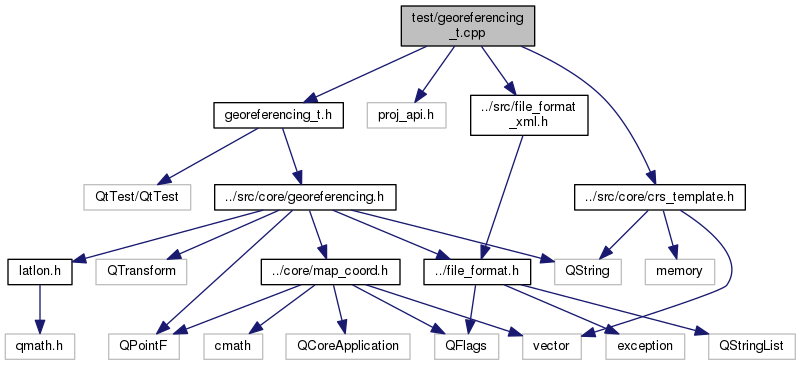 test/georeferencing
_t.cpp
georeferencing_t.h
proj_api.h
../src/file_format
_xml.h
QtTest/QtTest
../src/core/georeferencing.h
../src/core/crs_template.h
latlon.h
QTransform
../core/map_coord.h
../file_format.h
QString
memory
qmath.h
QPointF
cmath
QCoreApplication
QFlags
vector
exception
QStringList